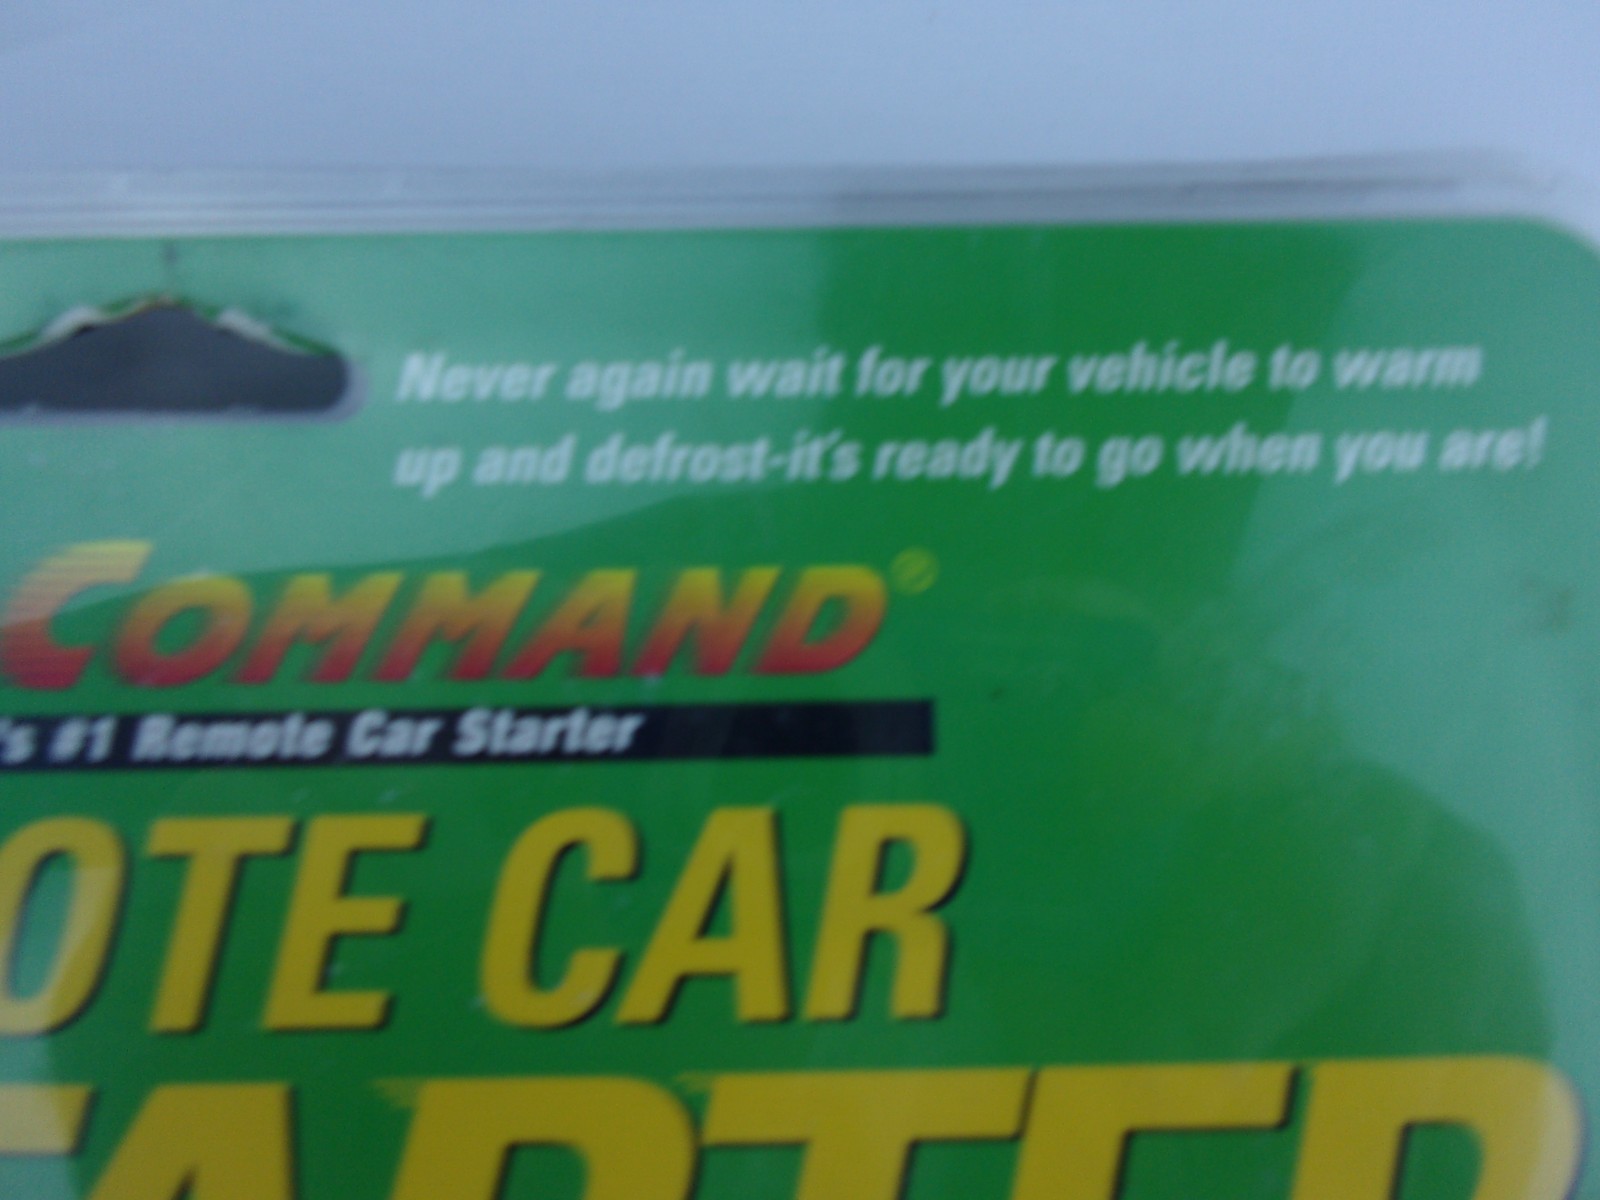 Never again wait for your vehicle to warm
up and defrost-it's ready to go when you are!
COMMAND®
's #1 Remote Car Starter
OTE CAR
TARTER